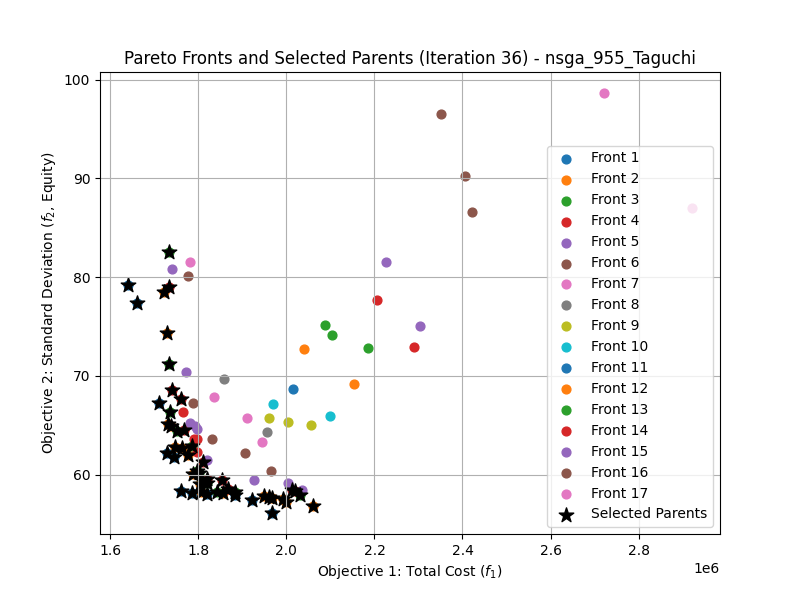 Pareto Fronts and Selected Parents (Iteration 36) - nsga_955_Taguchi
Objective 2: Standard Deviation (f₂, Equity)
100
90
80
70
60
Front 1
Front 2
Front 3
Front 4
Front 5
Front 6
Front 7
Front 8
Front 9
Front 10
Front 11
Front 12
Front 13
Front 14
Front 15
Front 16
Front 17
Selected Parents
1.6 1.8 2.0 2.2 2.4 2.6 2.8
1e6
Objective 1: Total Cost (f₁)